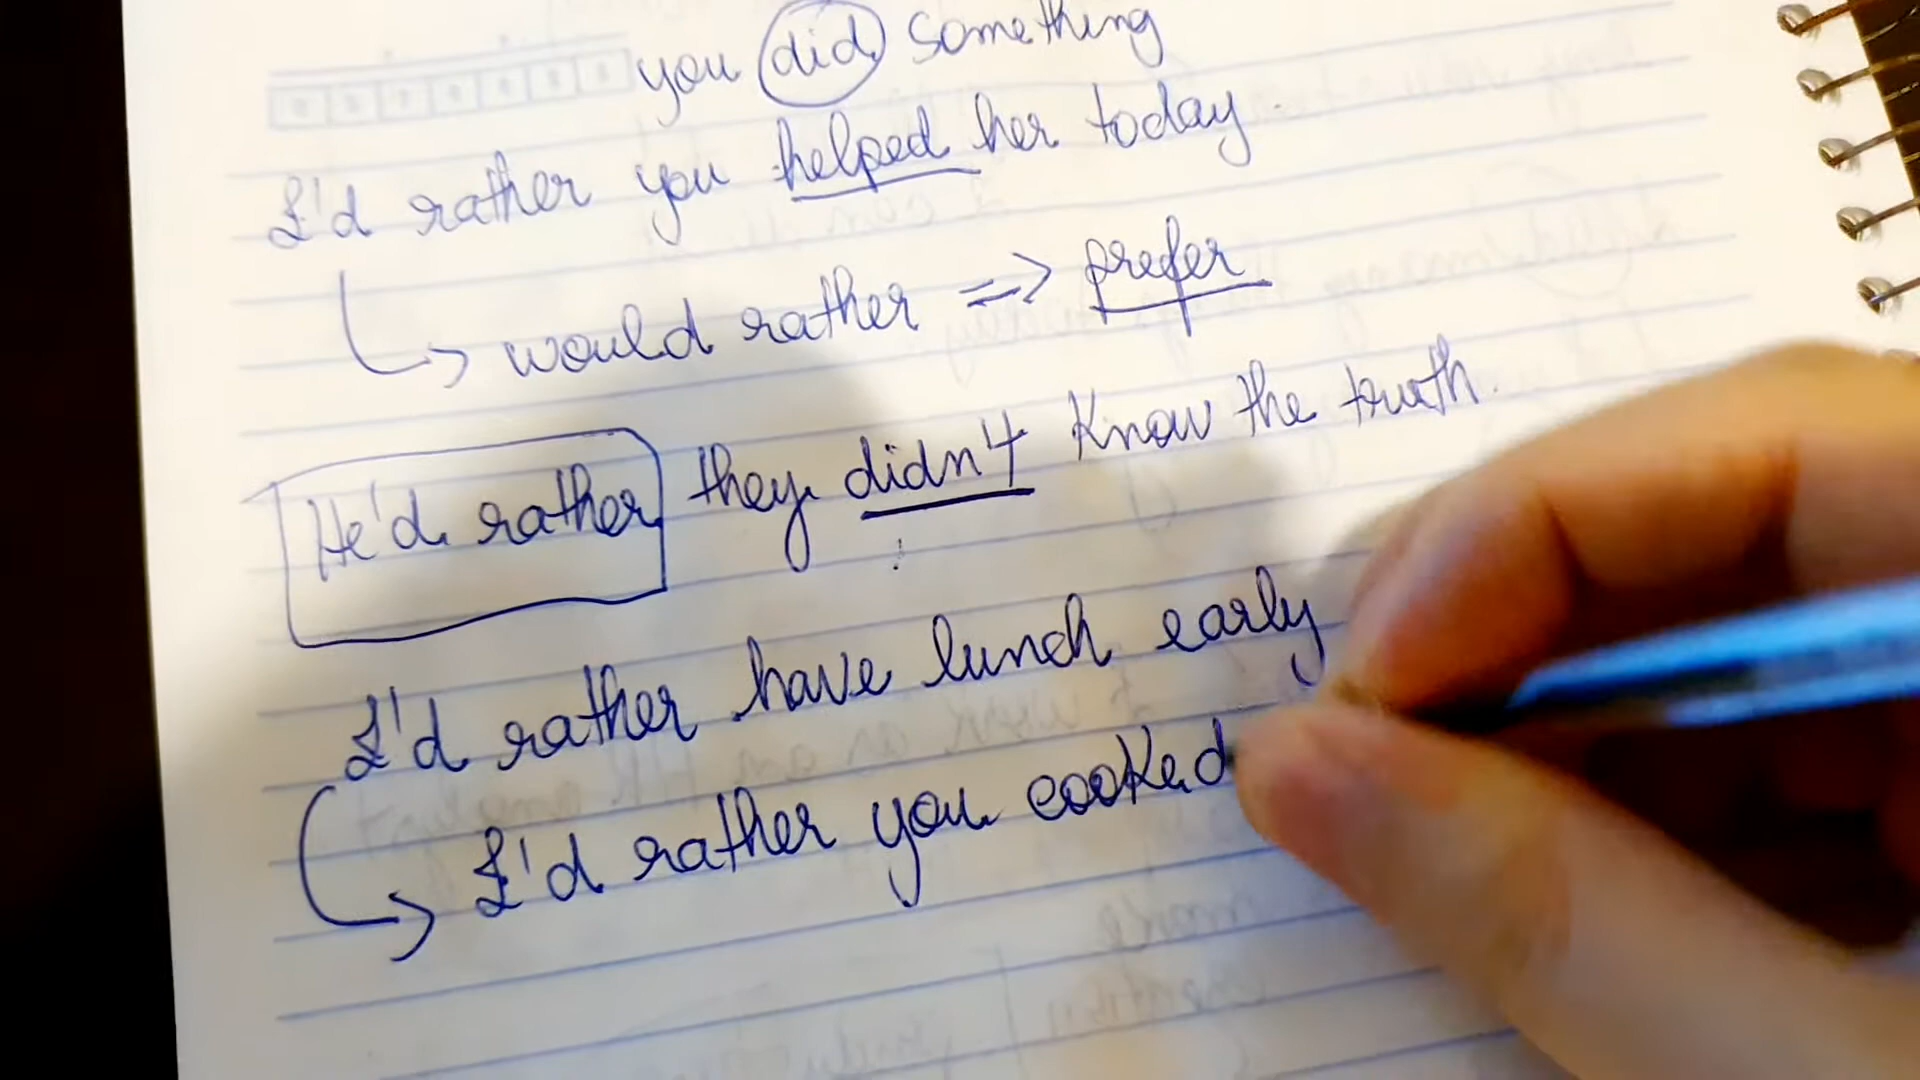 you did something
I'd rather you helped her today.
would rather => prefer
He'd rather they didn't know the truth.
I'd rather have lunch early
I'd rather you cooked